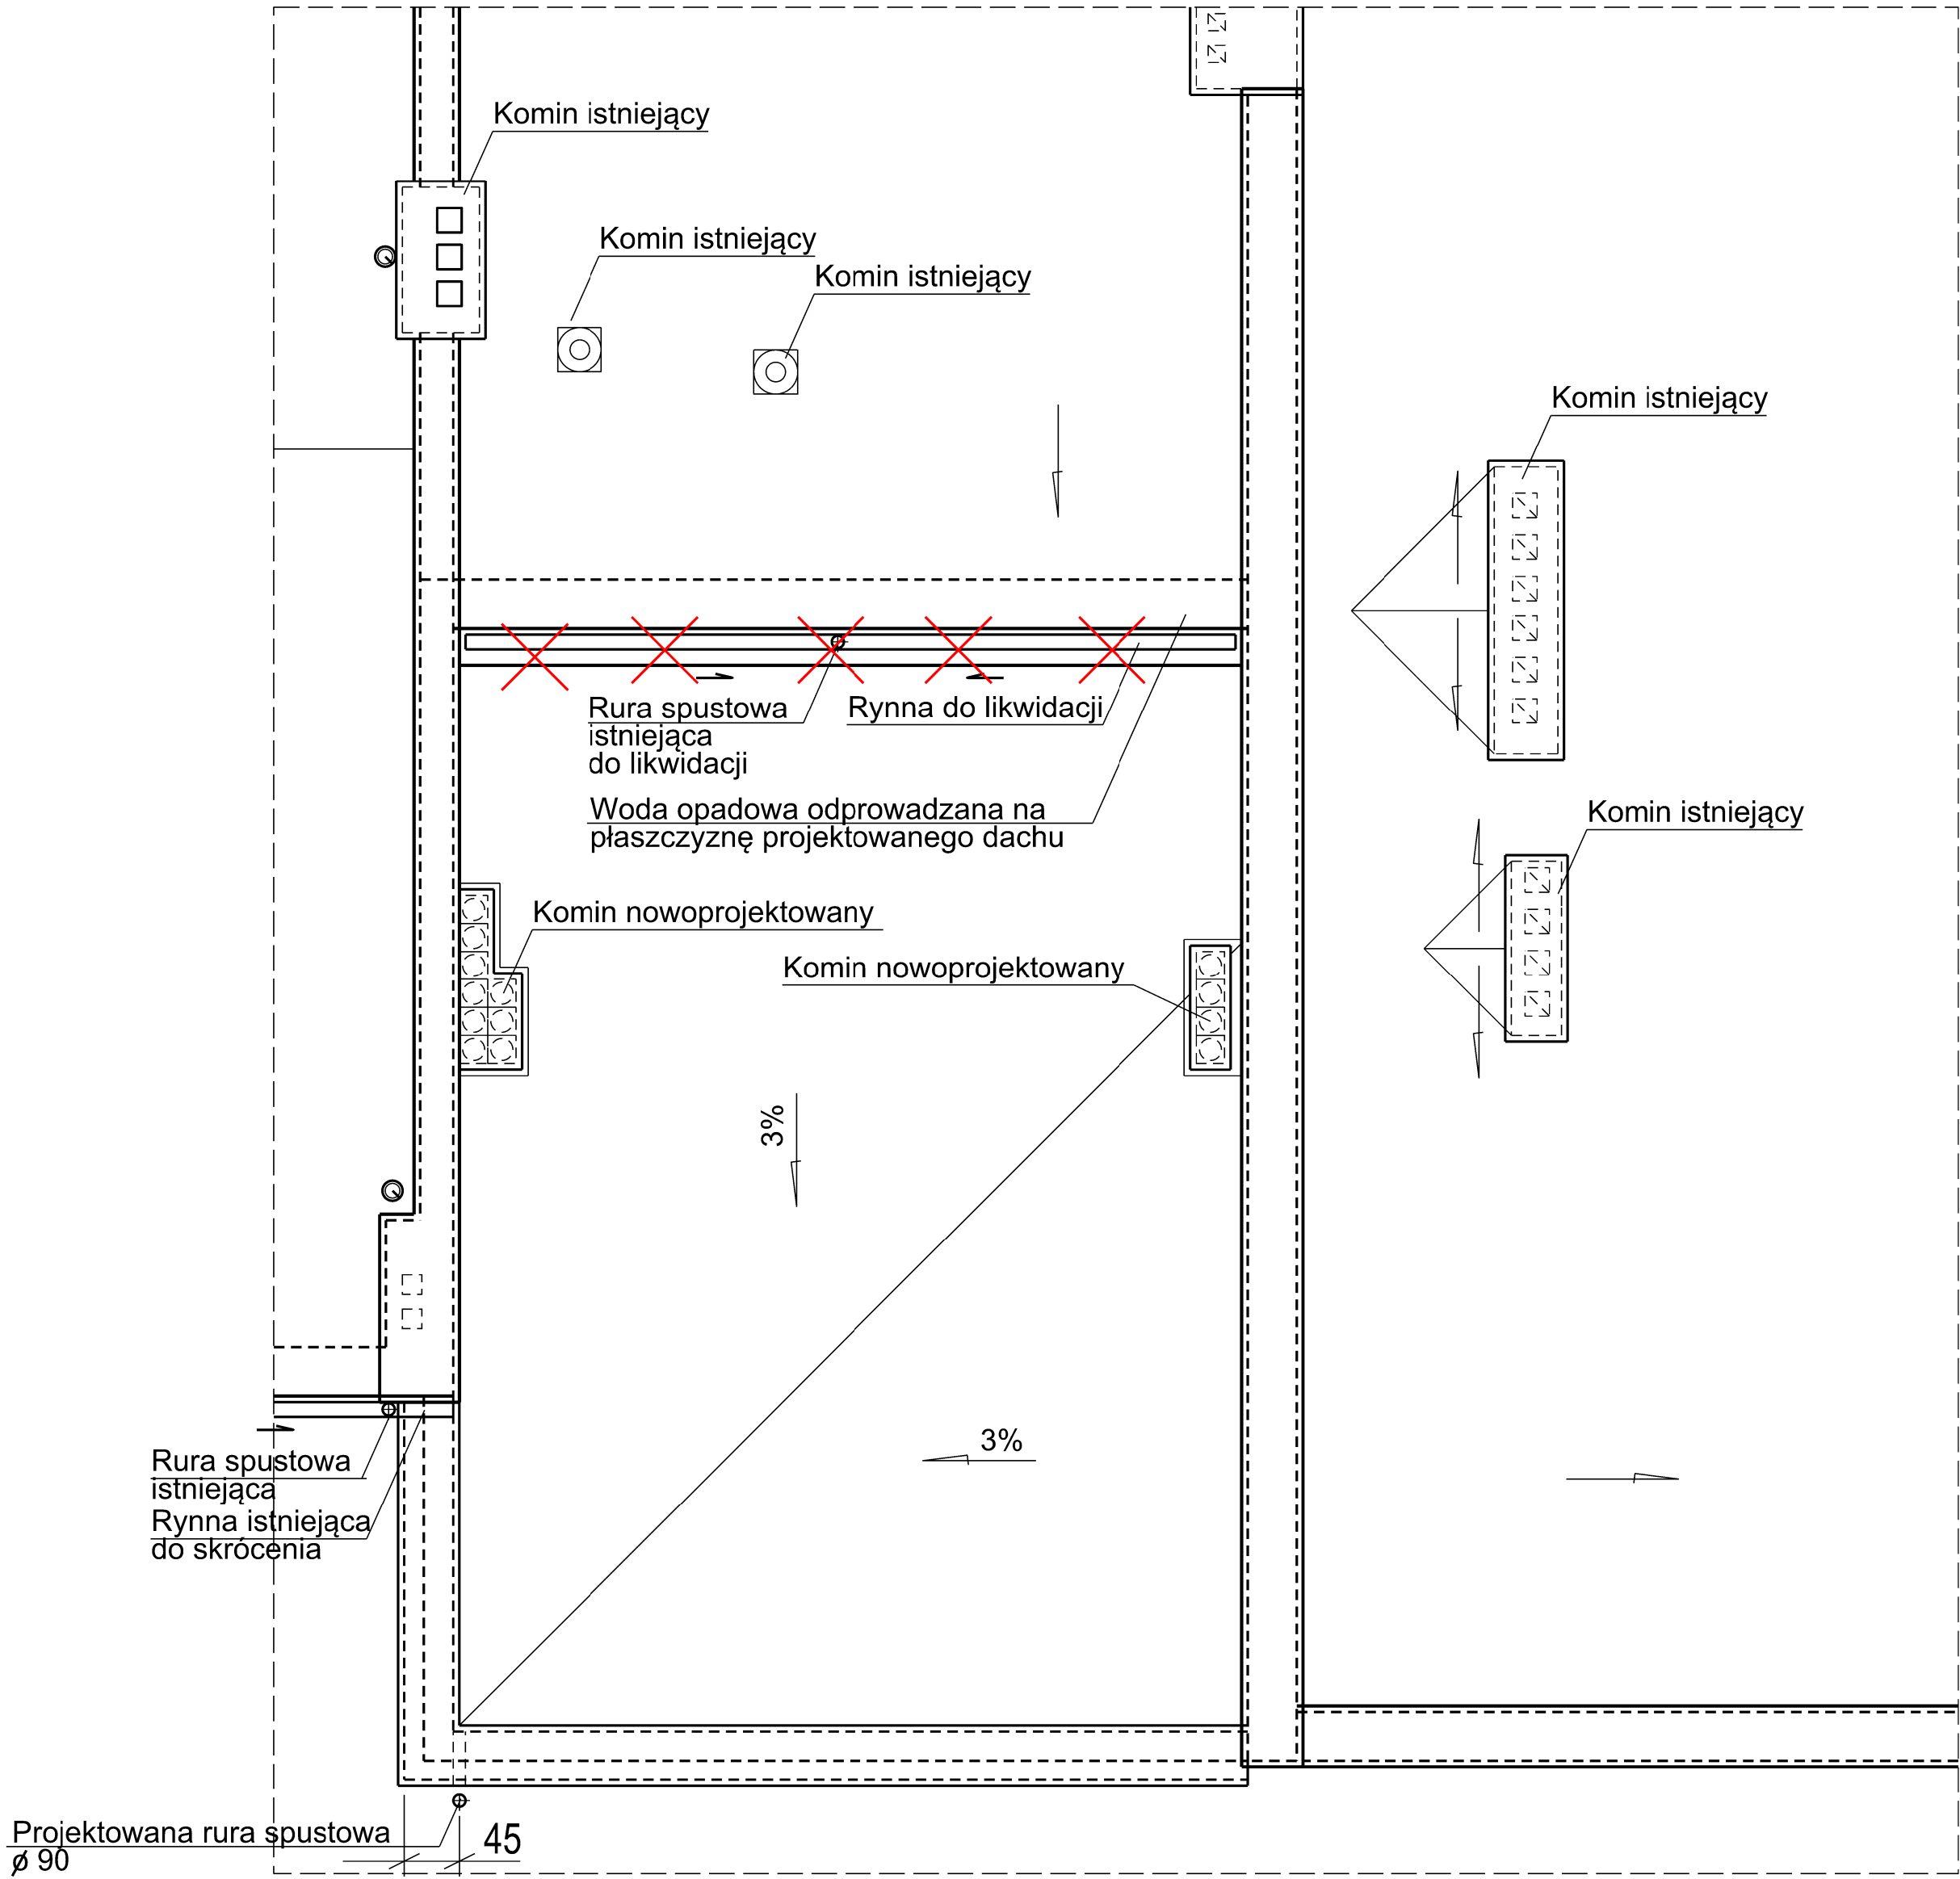 Komin istniejący
Komin istniejący
Komin istniejący
Komin istniejący
Rura spustowa
istniejąca
do likwidacji
Rynna do likwidacji
Woda opadowa odprowadzana na
płaszczyznę projektowanego dachu
Komin istniejący
Komin nowoprojektowany
Komin nowoprojektowany
3%
3%
Rura spustowa
istniejąca
Rynna istniejąca
do skrócenia
Projektowana rura spustowa
ø 90
45